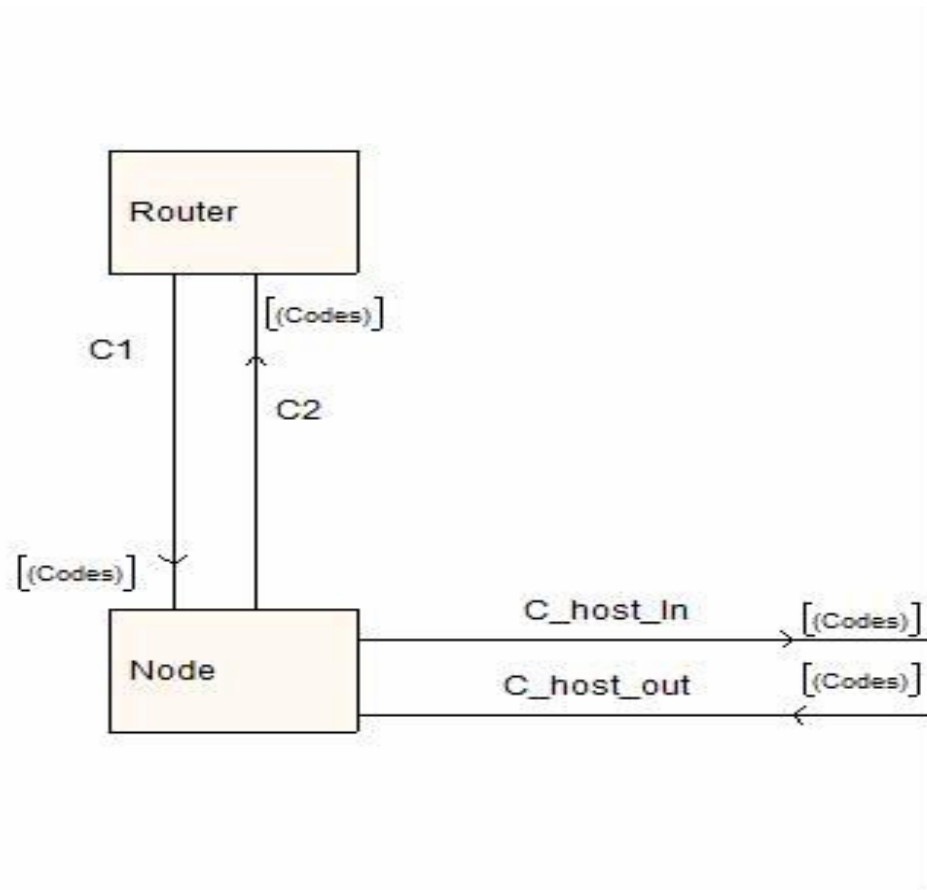 Router
[(Codes)]
C1
C2
[(Codes)]
C_host_In
[(Codes)]
Node
C_host_out
[(Codes)]